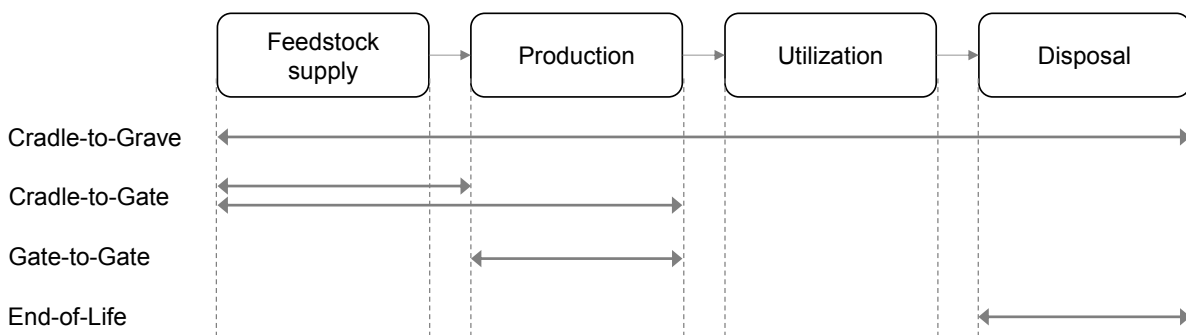 Feedstock
supply
Production
Utilization
Disposal
Cradle-to-Grave
Cradle-to-Gate
Gate-to-Gate
End-of-Life